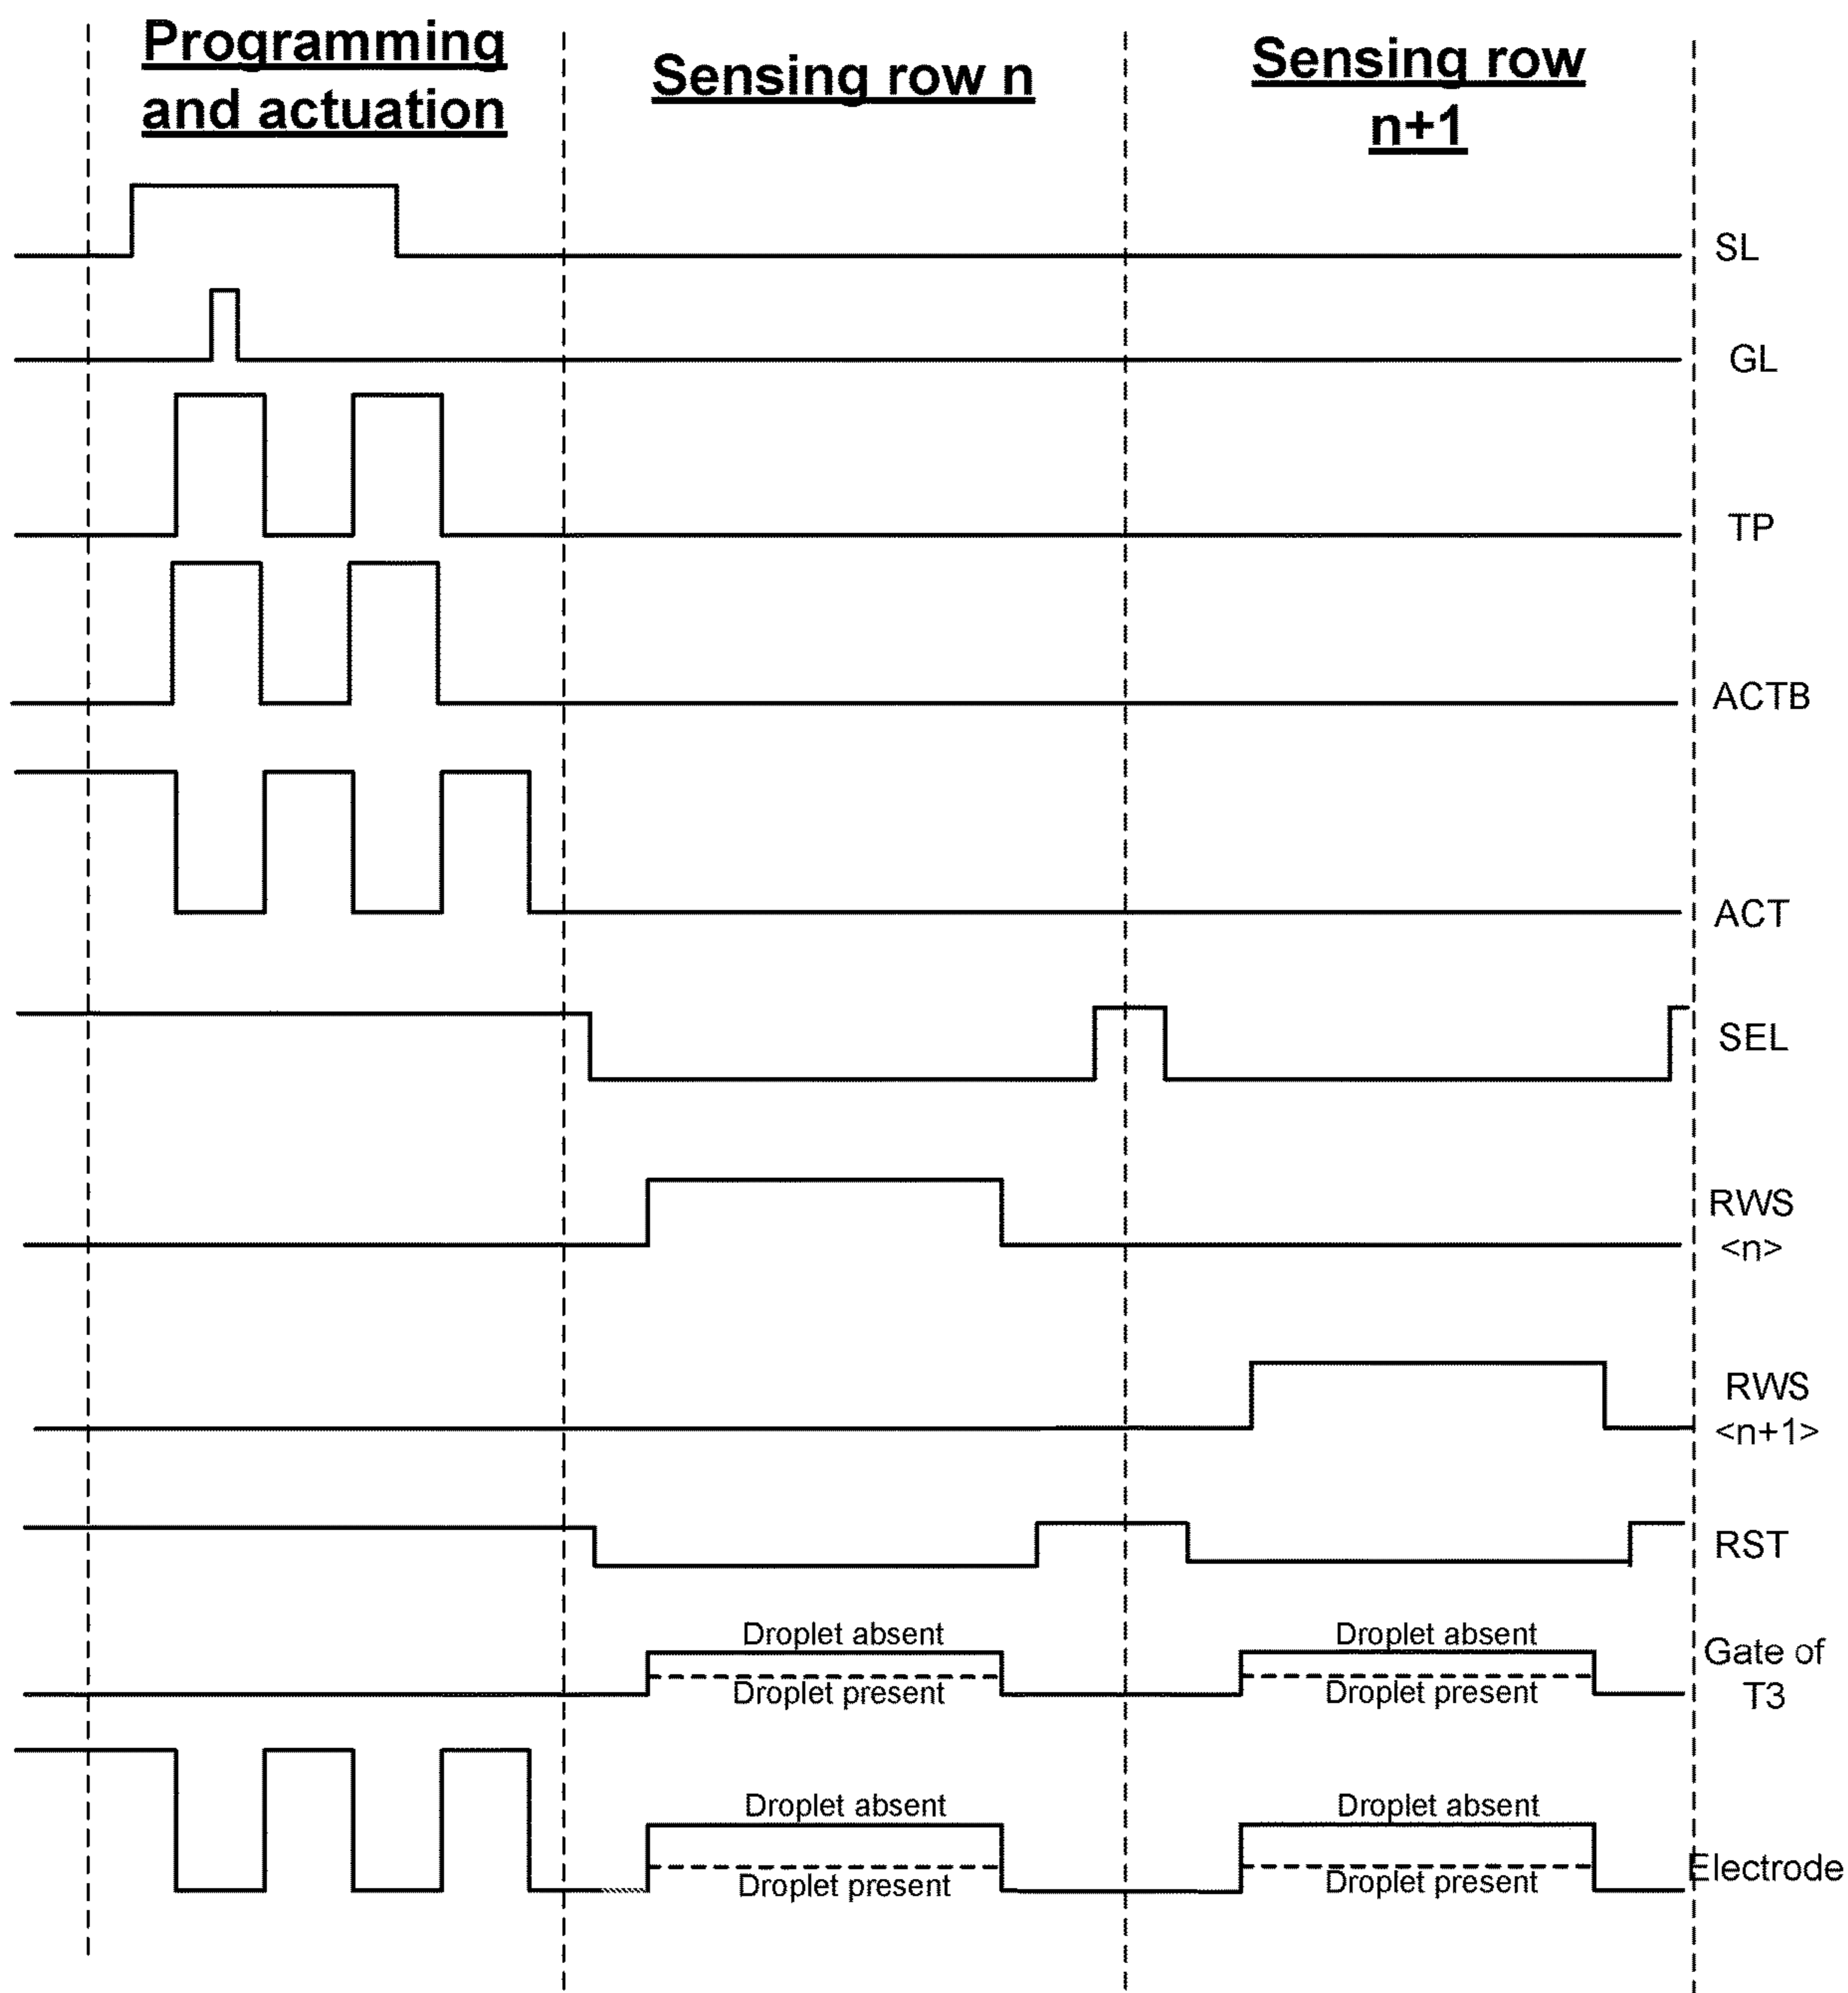 Programming
and actuation
Sensing row n
Sensing row
n+1
SL
GL
TP
ACTB
ACT
SEL
RWS
<n>
RWS
<n+1>
RST
Droplet absent
Droplet present
Droplet absent
Droplet present
Gate of
T3
Droplet absent
Droplet present
Droplet absent
Droplet present
Electrode